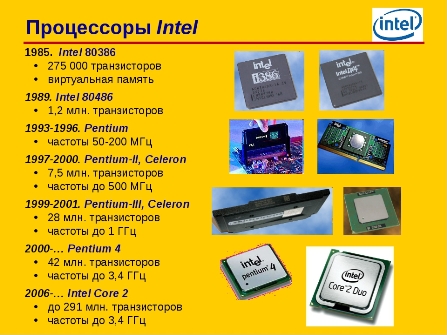 Процессоры Intel
intel
1985. Intel 80386
• 275 000 транзисторов
• виртуальная память
1989. Intel 80486
• 1,2 млн. транзисторов
1993-1996. Pentium
• частоты 50-200 МГц
1997-2000. Pentium-II, Celeron
• 7,5 млн. транзисторов
• частоты до 500 МГц
1999-2001. Pentium-III, Celeron
• 28 млн. транзисторов
• частоты до 1 ГГц
2000-… Pentium 4
• 42 млн. транзисторов
• частоты до 3,4 ГГц
2006-… Intel Core 2
• до 291 млн. транзисторов
• частоты до 3,4 ГГц
intel
i386
intel
intel
pentium 4
intel
Core 2 Duo